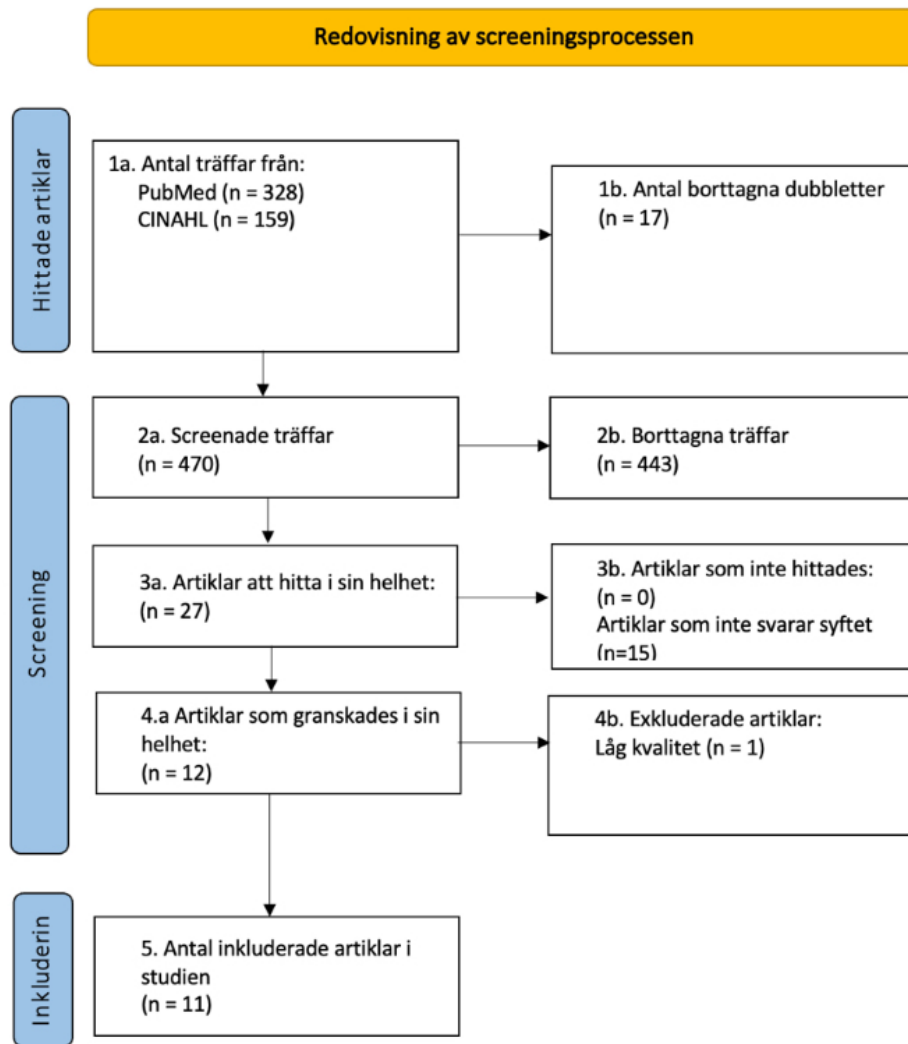 Redovisning av screeningsprocessen
Hittade artiklar
1a. Antal träffar från:
PubMed (n = 328)
CINAHL (n = 159)
1b. Antal borttagna dubbletter
(n = 17)
Screening
2a. Screenade träffar
(n = 470)
2b. Borttagna träffar
(n = 443)
3a. Artiklar att hitta i sin helhet:
(n = 27)
3b. Artiklar som inte hittades:
(n = 0)
Artiklar som inte svarar syftet
(n=15)
4.a Artiklar som granskades i sin
helhet:
(n = 12)
4b. Exkluderade artiklar:
Låg kvalitet (n = 1)
Inkluderin
5. Antal inkluderade artiklar i
studien
(n = 11)